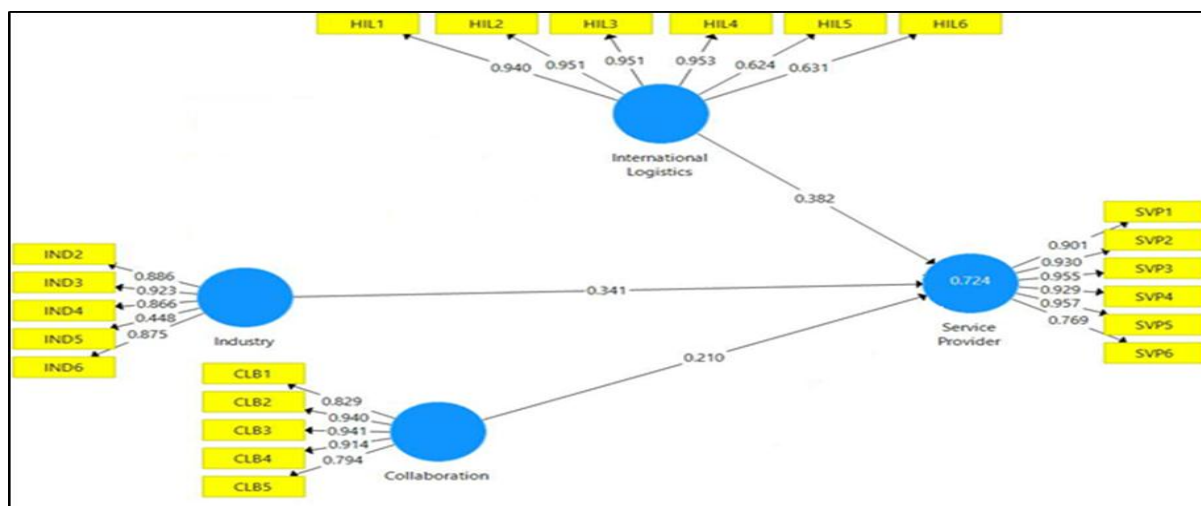 HIL1 HIL2 HIL3 HIL4 HIL5 HIL6
0.940 0.951 0.951 0.953 0.624 0.631
International
Logistics
0.382
IND2
IND3
IND4
IND5
IND6
0.886
0.923
0.866
0.448
0.875
Industry
0.341
CLB1
CLB2
CLB3
CLB4
CLB5
0.829
0.940
0.941
0.914
0.794
Collaboration
0.210
0.724
Service
Provider
0.901
0.930
0.955
0.929
0.957
0.769
SVP1
SVP2
SVP3
SVP4
SVP5
SVP6